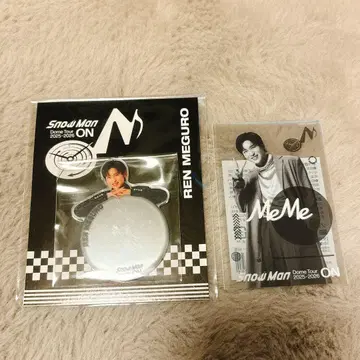 Snow Man
Dome Tour
2025-2026
ON
REN MEGURO
Snow Man
MeMe
Snow Man
Dome Tour
2025-2026
ON